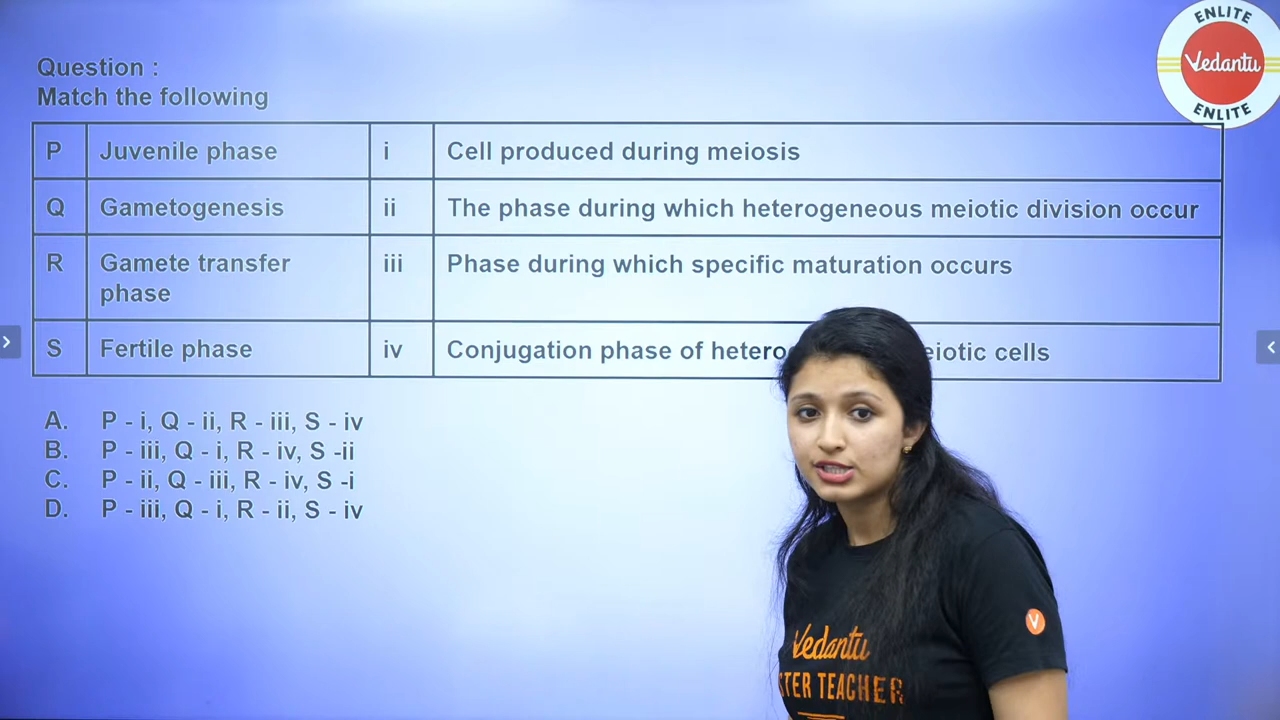 ENLITE
Vedantu
ENLITE
Question :
Match the following
P Juvenile phase i Cell produced during meiosis
Q Gametogenesis ii The phase during which heterogeneous meiotic division occur
R Gamete transfer phase iii Phase during which specific maturation occurs
S Fertile phase iv Conjugation phase of eiotic cells
A. P - i, Q - ii, R - iii, S - iv
B. P - iii, Q - i, R - iv, S -ii
C. P - ii, Q - iii, R - iv, S -i
D. P - iii, Q - i, R - ii, S - iv
Vedantu
STER TEACHER
V